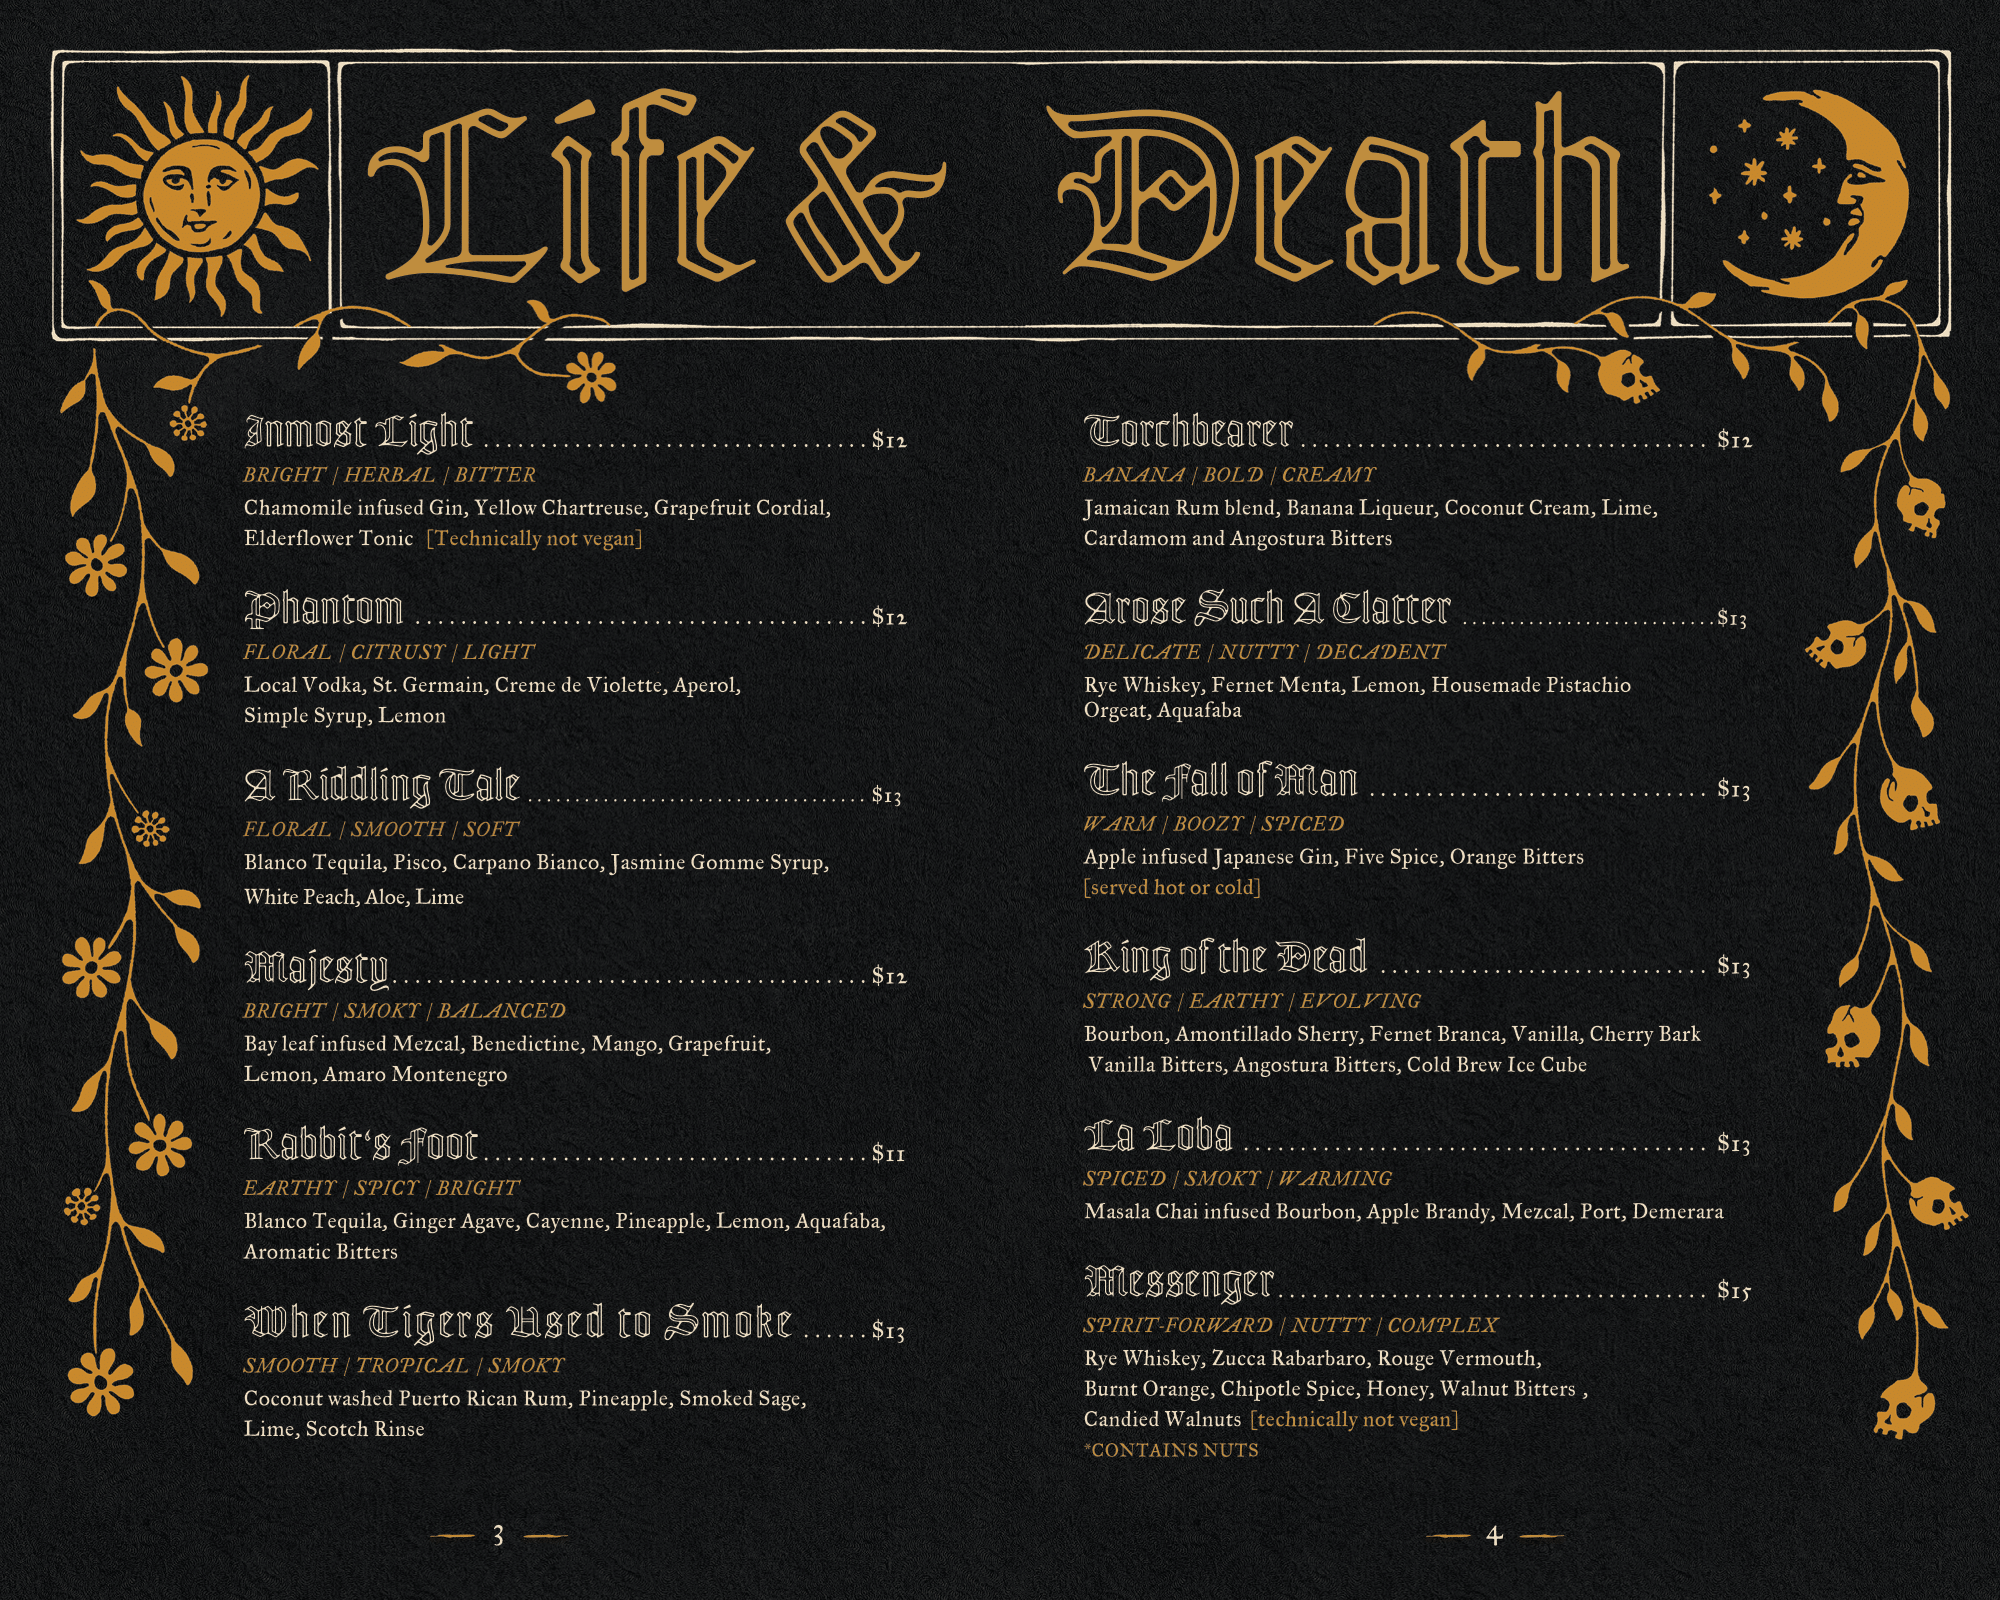 Life & Death
Inmost Light ........ $12
BRIGHT / HERBAL / BITTER
Chamomile infused Gin, Yellow Chartreuse, Grapefruit Cordial,
Elderflower Tonic [Technically not vegan]
Phantom ........ $12
FLORAL / CITRUSY / LIGHT
Local Vodka, St. Germain, Creme de Violette, Aperol,
Simple Syrup, Lemon
A Riddling Tale ........ $13
FLORAL / SMOOTH / SOFT
Blanco Tequila, Pisco, Carpano Bianco, Jasmine Gomme Syrup,
White Peach, Aloe, Lime
Majesty ........ $12
BRIGHT / SMOKY / BALANCED
Bay leaf infused Mezcal, Benedictine, Mango, Grapefruit,
Lemon, Amaro Montenegro
Rabbit‘s Foot ........ $11
EARTHY / SPICY / BRIGHT
Blanco Tequila, Ginger Agave, Cayenne, Pineapple, Lemon, Aquafaba,
Aromatic Bitters
When Tigers Used to Smoke ...... $13
SMOOTH / TROPICAL / SMOKY
Coconut washed Puerto Rican Rum, Pineapple, Smoked Sage,
Lime, Scotch Rinse
3
Torchbearer ........ $12
BANANA / BOLD / CREAMY
Jamaican Rum blend, Banana Liqueur, Coconut Cream, Lime,
Cardamom and Angostura Bitters
Arose Such A Clatter ........ $13
DELICATE / NUTTY / DECADENT
Rye Whiskey, Fernet Menta, Lemon, Housemade Pistachio
Orgeat, Aquafaba
The Fall of Man ........ $13
WARM / BOOZY / SPICED
Apple infused Japanese Gin, Five Spice, Orange Bitters
[served hot or cold]
King of the Dead ........ $13
STRONG / EARTHY / EVOLVING
Bourbon, Amontillado Sherry, Fernet Branca, Vanilla, Cherry Bark
Vanilla Bitters, Angostura Bitters, Cold Brew Ice Cube
La Loba ........ $13
SPICED / SMOKY / WARMING
Masala Chai infused Bourbon, Apple Brandy, Mezcal, Port, Demerara
Messenger ........ $15
SPIRIT-FORWARD / NUTTY / COMPLEX
Rye Whiskey, Zucca Rabarbaro, Rouge Vermouth,
Burnt Orange, Chipotle Spice, Honey, Walnut Bitters ,
Candied Walnuts [technically not vegan]
*CONTAINS NUTS
4